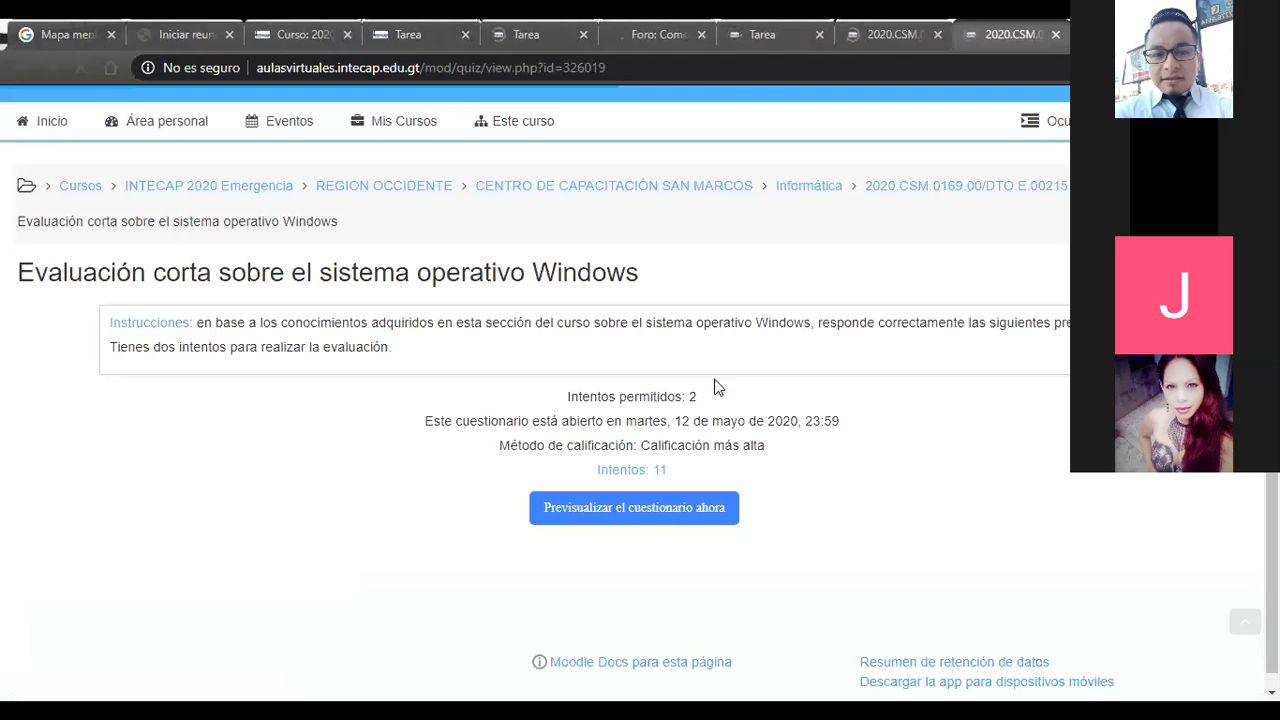 Mapa men
Iniciar reun
Curso: 202
Tarea
Tarea
Foro: Come
Tarea
2020.CSM.0
2020.CSM.0
No es seguro aulasvirtuales.intecap.edu.gt/mod/quiz/view.php?id=326019
Inicio Área personal Eventos Mis Cursos Este curso Ocu
Cursos > INTECAP 2020 Emergencia > REGION OCCIDENTE > CENTRO DE CAPACITACIÓN SAN MARCOS > Informática > 2020.CSM.0169.00/DTO.E.00215
Evaluación corta sobre el sistema operativo Windows
Evaluación corta sobre el sistema operativo Windows
Instrucciones: en base a los conocimientos adquiridos en esta sección del curso sobre el sistema operativo Windows, responde correctamente las siguientes pre
Tienes dos intentos para realizar la evaluación.
Intentos permitidos: 2
Este cuestionario está abierto en martes, 12 de mayo de 2020, 23:59
Método de calificación: Calificación más alta
Intentos: 11
Previsualizar el cuestionario ahora
Moodle Docs para esta página
Resumen de retención de datos
Descargar la app para dispositivos móviles
J